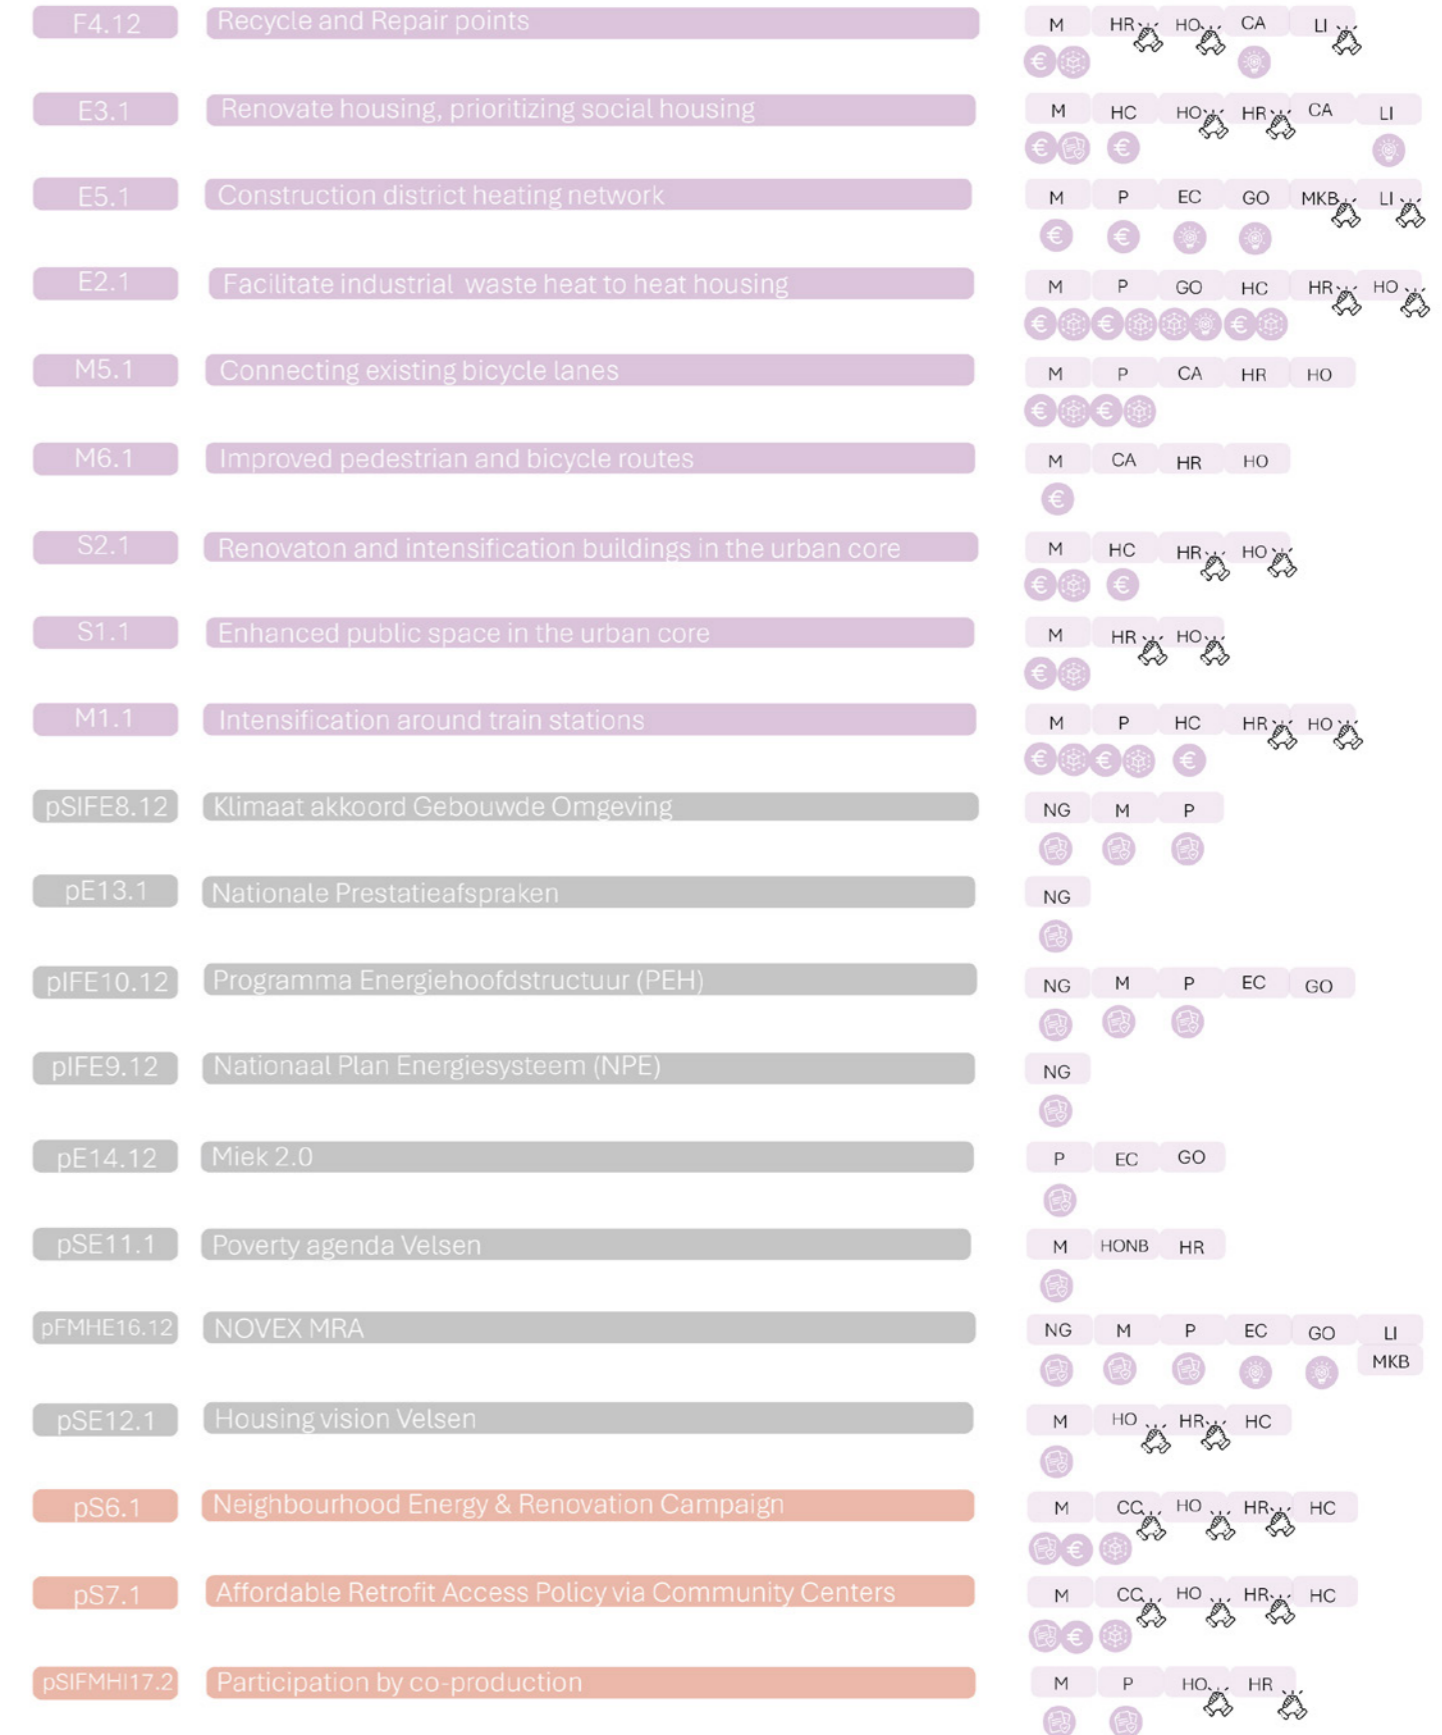 F4.12 Recycle and Repair points M HR HO CA LI
€ €
E3.1 Renovate housing, prioritizing social housing M HC HO HR CA LI
€ €
E5.1 Construction district heating network M P EC GO MKB LI
€ €
E2.1 Facilitate industrial waste heat to heat housing M P GO HC HR HO
€ € €
M5.1 Connecting existing bicycle lanes M P CA HR HO
€ €
M6.1 Improved pedestrian and bicycle routes M CA HR HO
€
S2.1 Renovaton and intensification buildings in the urban core M HC HR HO
€ €
S1.1 Enhanced public space in the urban core M HR HO
€
M1.1 Intensification around train stations M P HC HR HO
€ € €
pSIFE8.12 Klimaat akkoord Gebouwde Omgeving NG M P
pE13.1 Nationale Prestatieafspraken NG
pIFE10.12 Programma Energiehoofdstructuur (PEH) NG M P EC GO
pIFE9.12 Nationaal Plan Energiesysteem (NPE) NG
pE14.12 Miek 2.0 P EC GO
pSE11.1 Poverty agenda Velsen M HONB HR
pFMHE16.12 NOVEX MRA NG M P EC GO LI
MKB
pSE12.1 Housing vision Velsen M HO HR HC
pS6.1 Neighbourhood Energy & Renovation Campaign M CC HO HR HC
€
pS7.1 Affordable Retrofit Access Policy via Community Centers M CC HO HR HC
€
pSIFMHI17.2 Participation by co-production M P HO HR